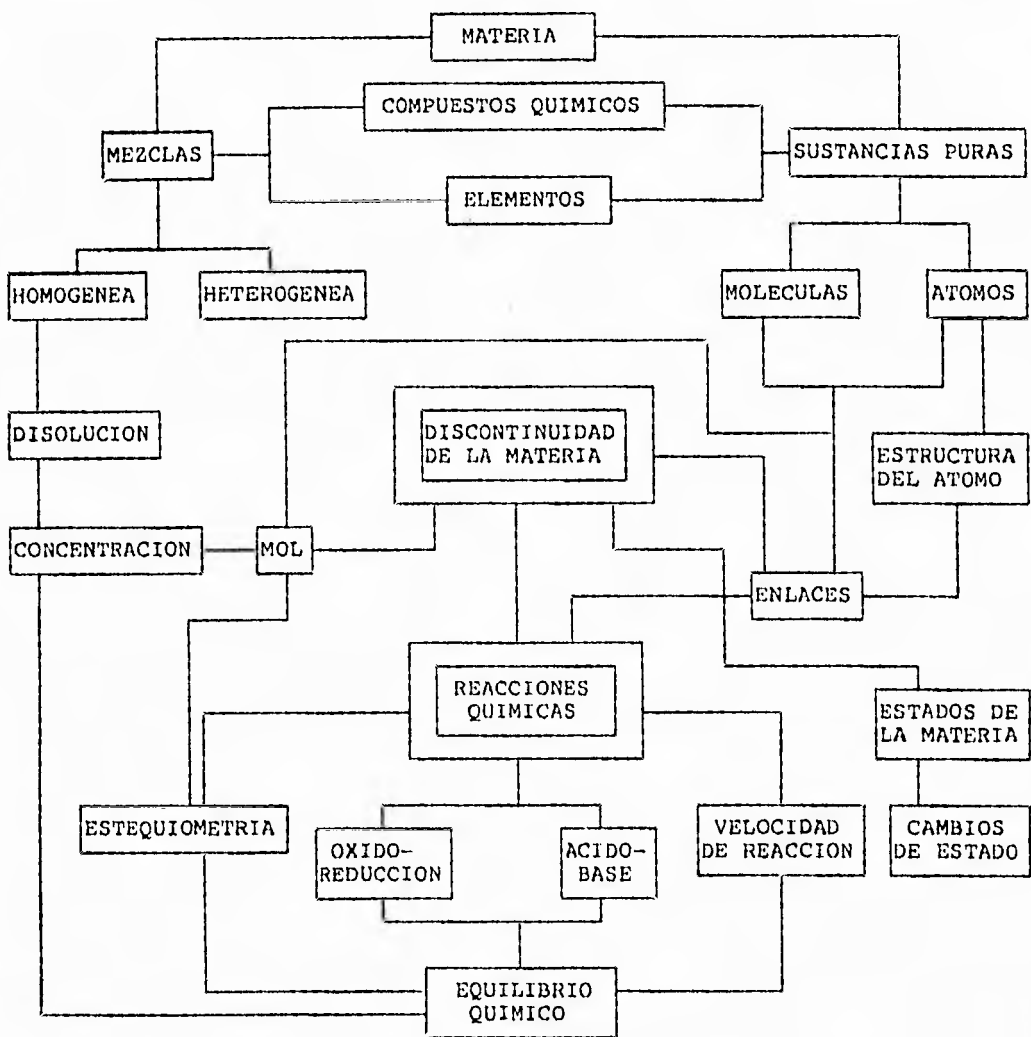 MATERIA
COMPUESTOS QUIMICOS
MEZCLAS
SUSTANCIAS PURAS
ELEMENTOS
HOMOGENEA
HETEROGENEA
MOLECULAS
ATOMOS
DISOLUCION
DISCONTINUIDAD
DE LA MATERIA
ESTRUCTURA
DEL ATOMO
CONCENTRACION
MOL
ENLACES
REACCIONES
QUIMICAS
ESTADOS DE
LA MATERIA
ESTEQUIOMETRIA
OXIDO-
REDUCCION
ACIDO-
BASE
VELOCIDAD
DE REACCION
CAMBIOS
DE ESTADO
EQUILIBRIO
QUIMICO